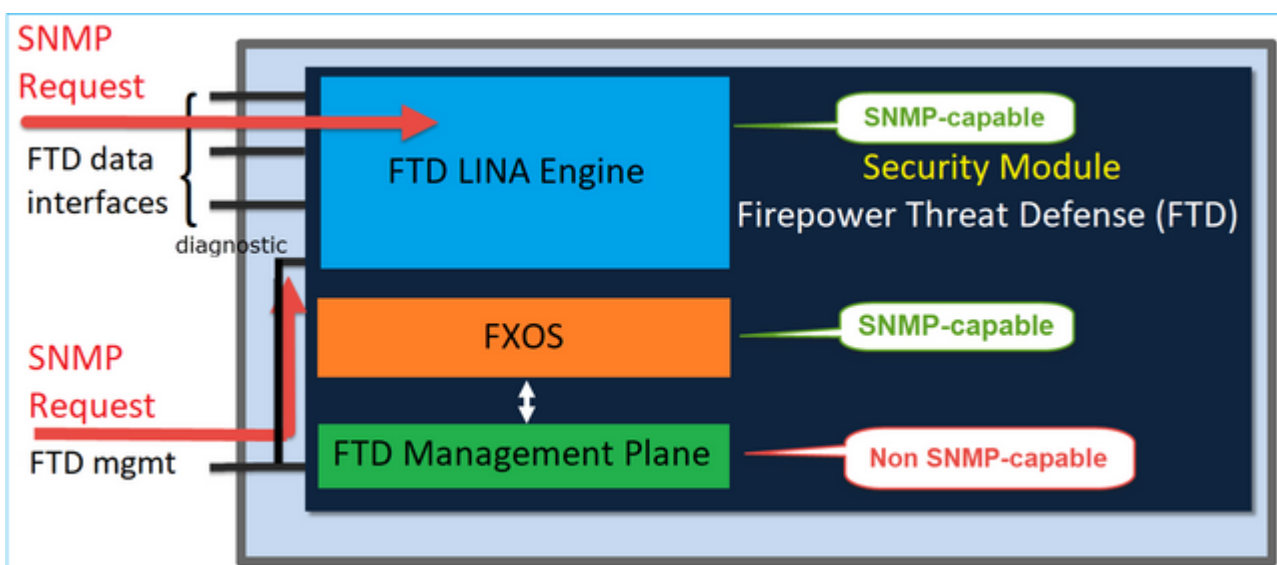 SNMP
Request
FTD data
interfaces
diagnostic
SNMP
Request
FTD mgmt
FTD LINA Engine
FXOS
FTD Management Plane
SNMP-capable
Security Module
Firepower Threat Defense (FTD)
SNMP-capable
Non SNMP-capable